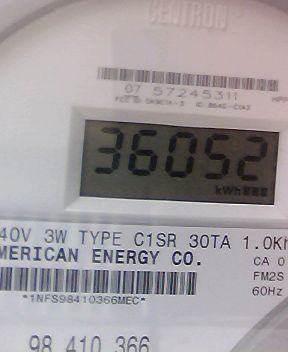 CENTRON
07 57245311
36052
kWh
40V 3W TYPE C1SR 30TA 1.0Kh
MERICAN ENERGY CO.
CA 0
FM2S
60Hz
*1NFS98410366MEC*
98 410 366